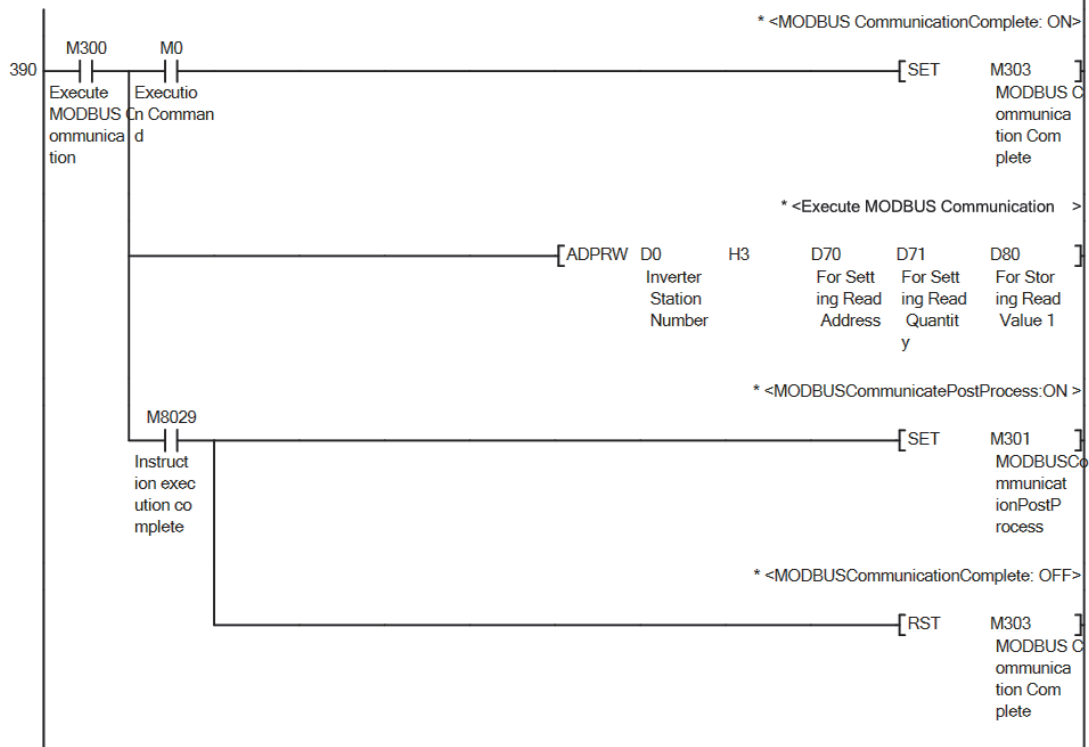 * <MODBUS CommunicationComplete: ON>
M300 M0
390 [SET M303 ]
Execute Executio MODBUS C
MODBUS C n Comman ommunica
ommunica d tion Com
tion plete
* <Execute MODBUS Communication >
[ADPRW D0 H3 D70 D71 D80 ]
Inverter For Sett For Sett For Stor
Station ing Read ing Read ing Read
Number Address Quantit Value 1
y
* <MODBUSCommunicatePostProcess:ON >
M8029
[SET M301 ]
Instruct MODBUSCo
ion exec mmunicat
ution co ionPostP
mplete rocess
* <MODBUSCommunicationComplete: OFF>
[RST M303 ]
MODBUS C
ommunica
tion Com
plete